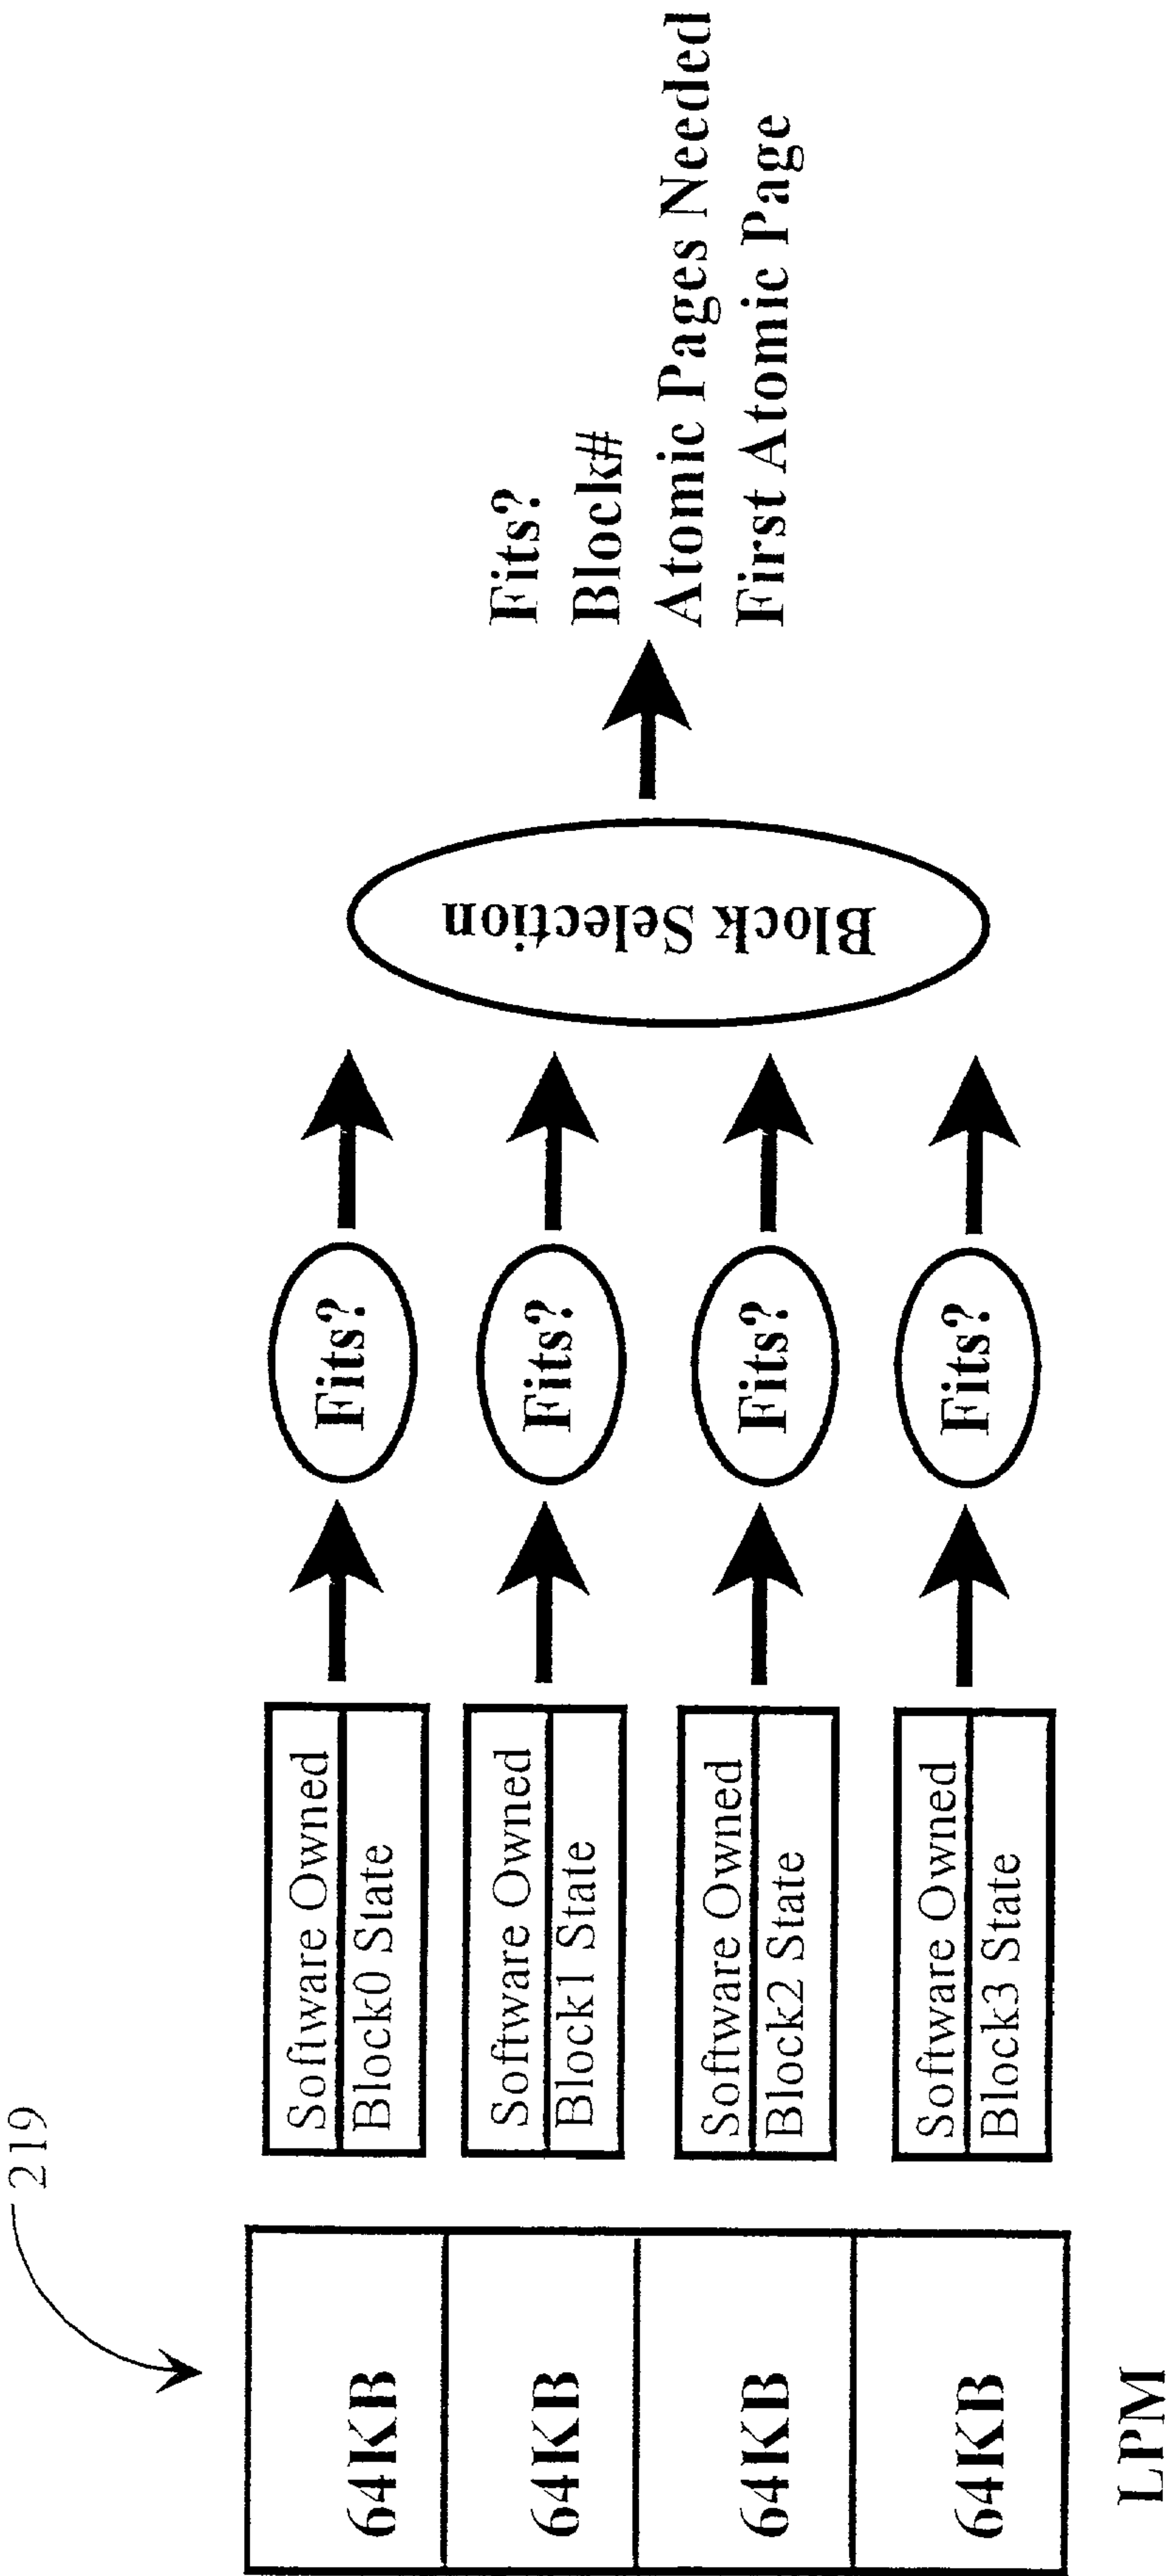 219
64KB
64KB
64KB
64KB
LPM
Software Owned
Block0 State
Software Owned
Block1 State
Software Owned
Block2 State
Software Owned
Block3 State
Fits?
Fits?
Fits?
Fits?
Block Selection
Fits?
Block#
Atomic Pages Needed
First Atomic Page